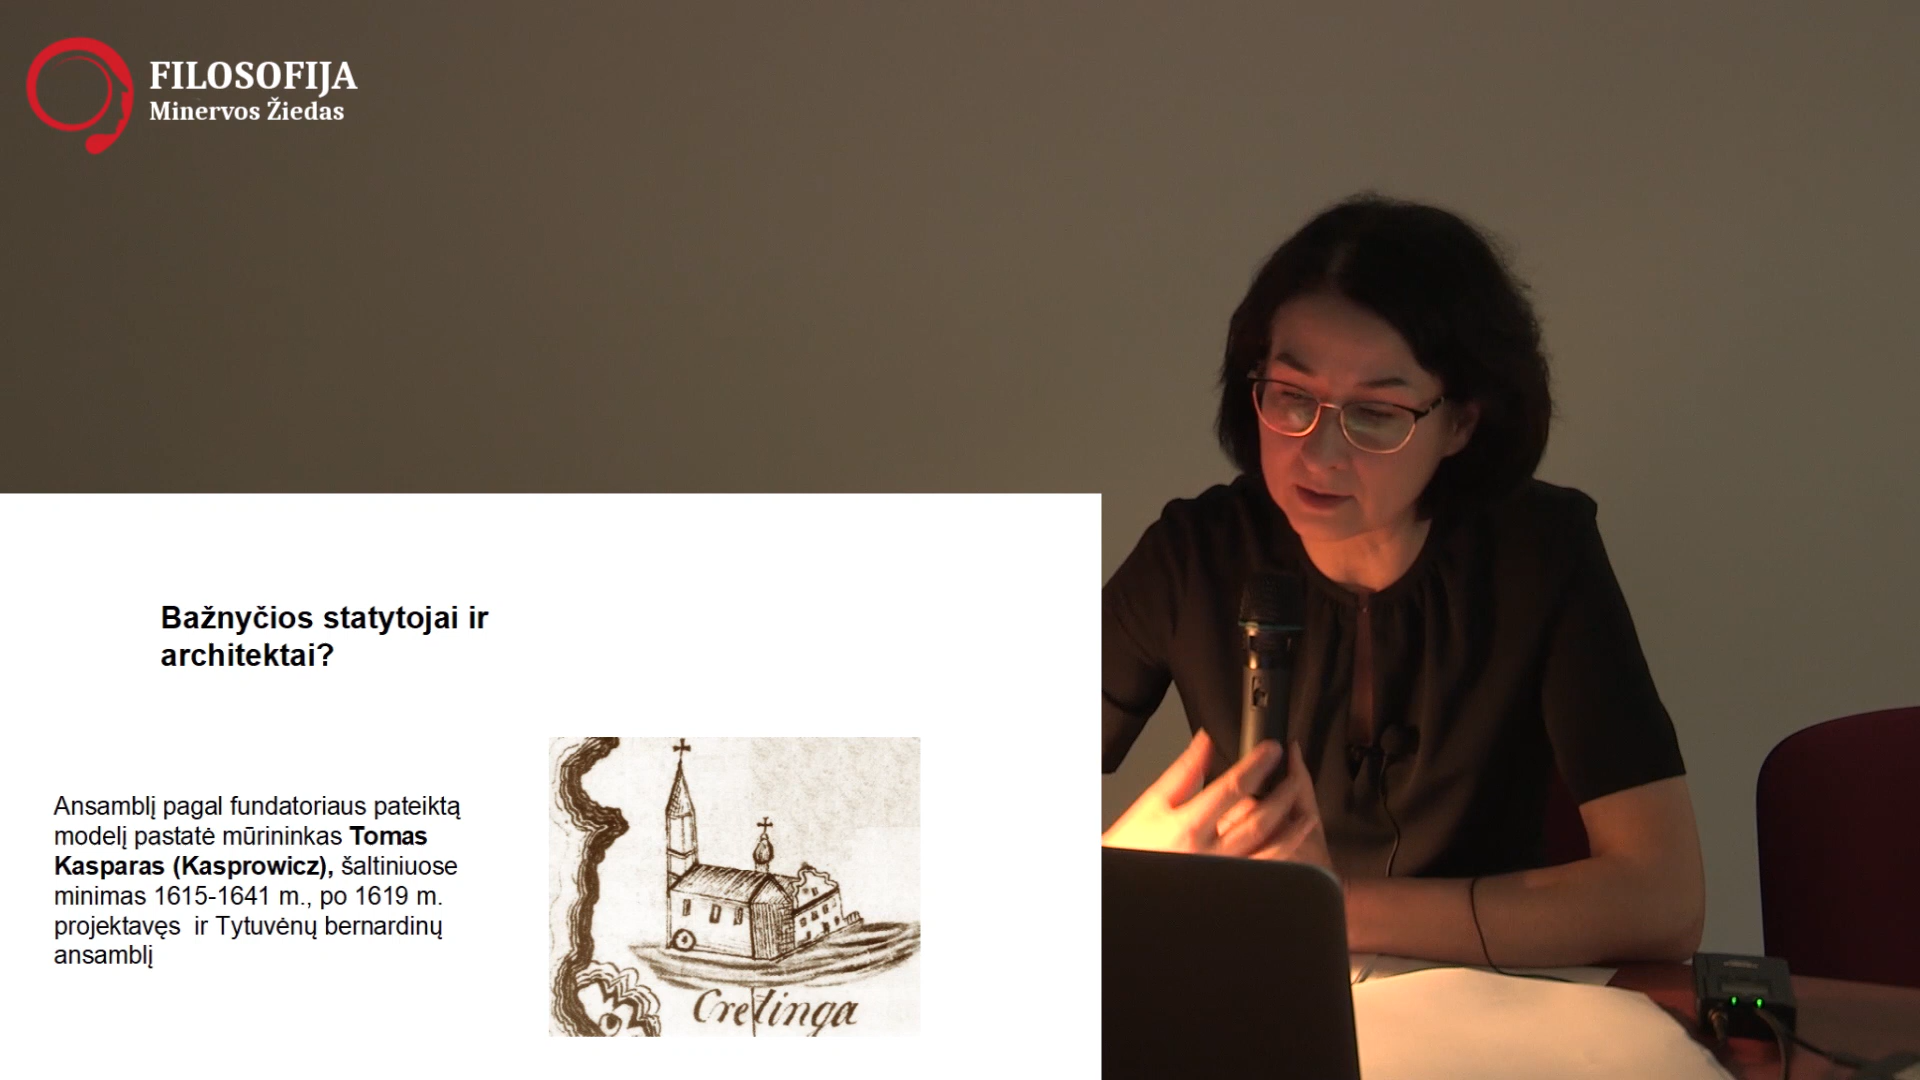 FILOSOFIJA
Minervos Žiedas
Bažnyčios statytojai ir
architektai?
Ansamblį pagal fundatoriaus pateiktą
modelį pastatė mūrininkas Tomas
Kasparas (Kasprowicz), šaltiniuose
minimas 1615-1641 m., po 1619 m.
projektavęs ir Tytuvėnų bernardinų
ansamblį
Cretinga